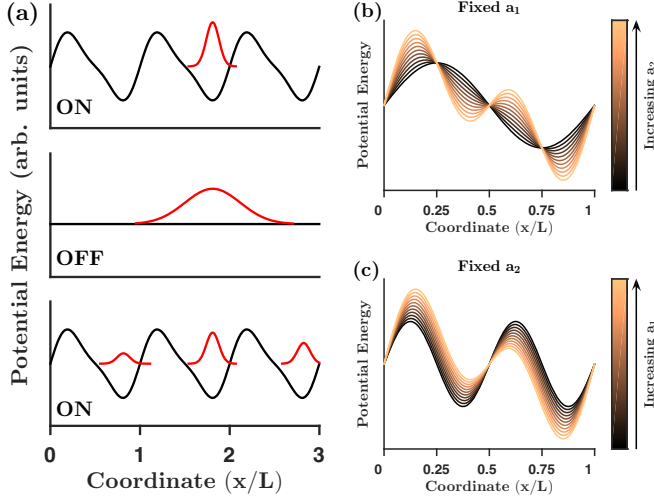 (a)
Potential Energy (arb. units)
ON
OFF
ON
0 1 2 3
Coordinate (x/L)
(b)
Fixed a1
Potential Energy
0 0.25 0.5 0.75 1
Coordinate (x/L)
Increasing a2
(c)
Fixed a2
Potential Energy
0 0.25 0.5 0.75 1
Coordinate (x/L)
Increasing a1